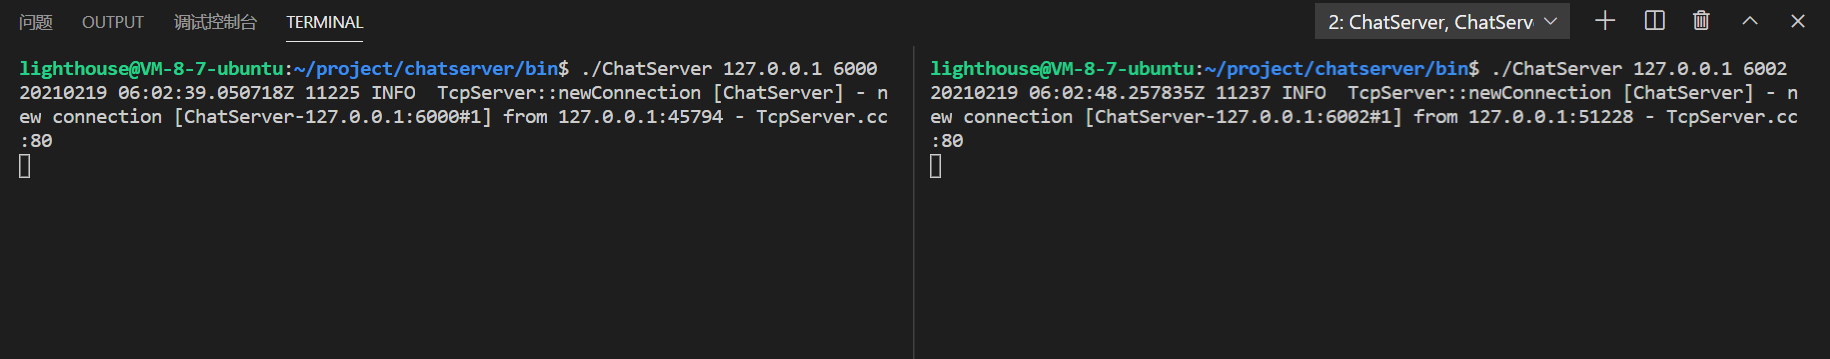 问题 OUTPUT 调试控制台 TERMINAL 2: ChatServer, ChatServ
lighthouse@VM-8-7-ubuntu:~/project/chatserver/bin$ ./ChatServer 127.0.0.1 6000
20210219 06:02:39.050718Z 11225 INFO  TcpServer::newConnection [ChatServer] - n
ew connection [ChatServer-127.0.0.1:6000#1] from 127.0.0.1:45794 - TcpServer.cc
:80
lighthouse@VM-8-7-ubuntu:~/project/chatserver/bin$ ./ChatServer 127.0.0.1 6002
20210219 06:02:48.257835Z 11237 INFO  TcpServer::newConnection [ChatServer] - n
ew connection [ChatServer-127.0.0.1:6002#1] from 127.0.0.1:51228 - TcpServer.cc
:80